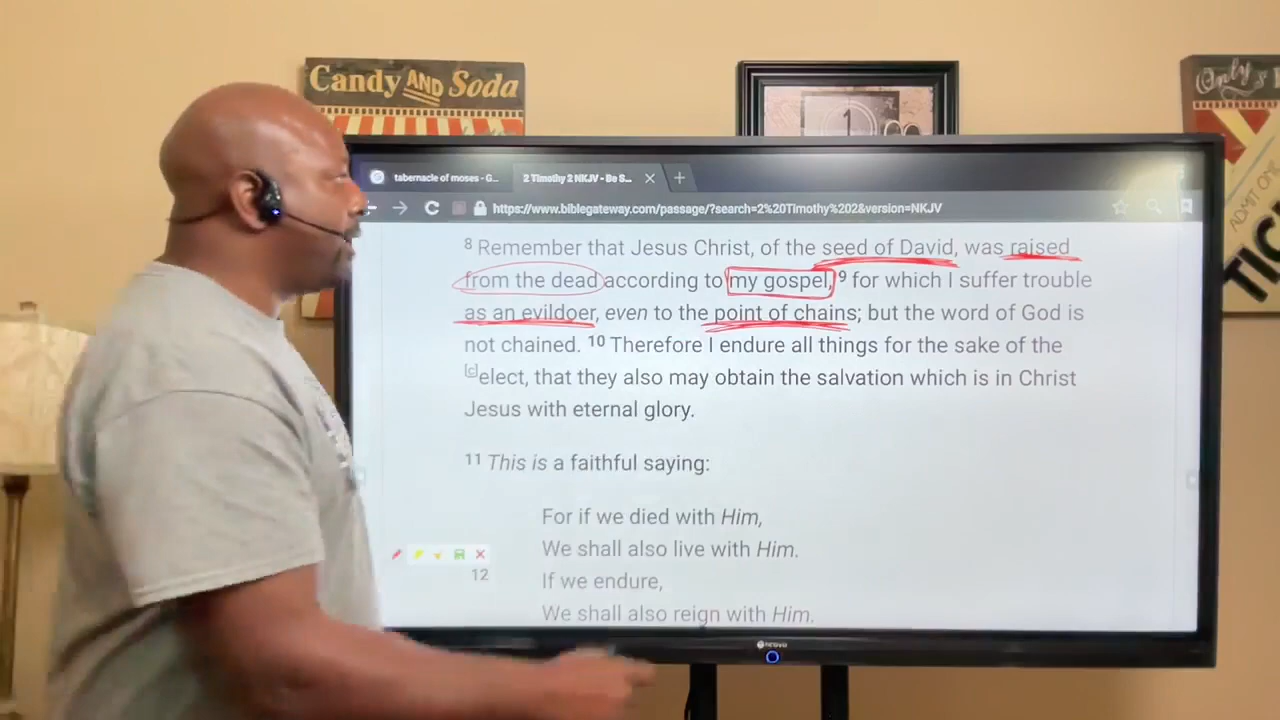 Candy AND Soda
1
Only
ADMIT ONE
TICK
tabernacle of moses - G...
2 Timothy 2 NKJV - Be S...
https://www.biblegateway.com/passage/?search=2%20Timothy%202&version=NKJV
8 Remember that Jesus Christ, of the seed of David, was raised
from the dead according to my gospel, 9 for which I suffer trouble
as an evildoer, even to the point of chains; but the word of God is
not chained. 10 Therefore I endure all things for the sake of the
[c]elect, that they also may obtain the salvation which is in Christ
Jesus with eternal glory.
11 This is a faithful saying:
For if we died with Him,
We shall also live with Him.
If we endure,
12
We shall also reign with Him.
neovo